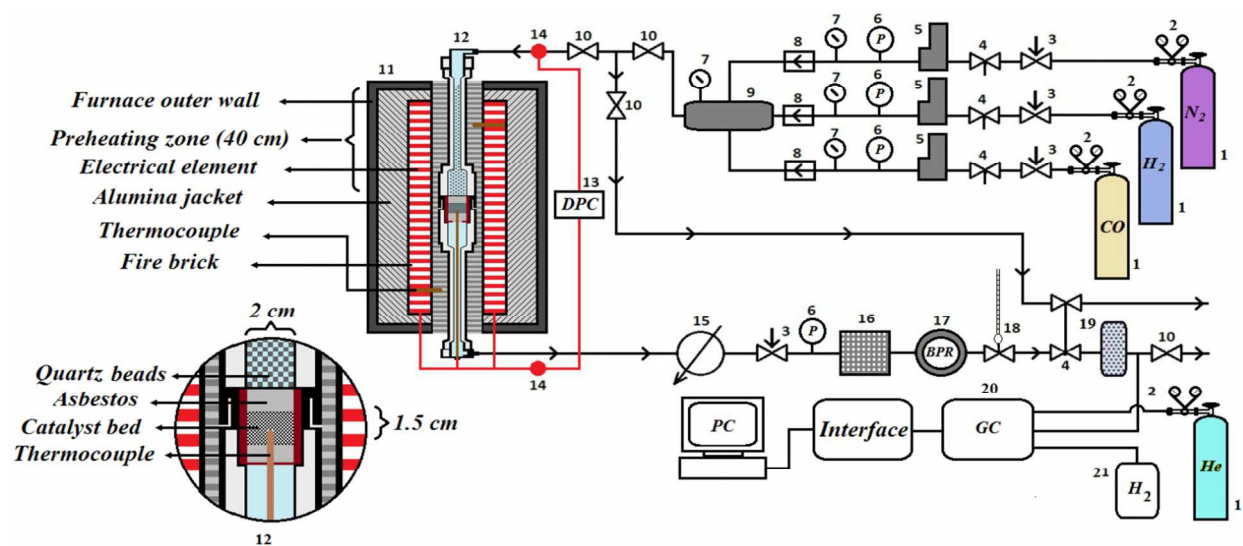 12
14
10
10
7
8
7
6
P
5
4
3
2
N2
1
11
Furnace outer wall
Preheating zone (40 cm)
Electrical element
Alumina jacket
Thermocouple
Fire brick
13
DPC
10
9
8
7
6
P
5
4
3
2
H2
1
8
7
6
P
5
4
3
2
CO
1
14
15
3
6
P
16
17
BPR
18
4
19
10
2 cm
Quartz beads
Asbestos
Catalyst bed
Thermocouple
1.5 cm
12
PC
Interface
20
GC
2
He
1
21
H2